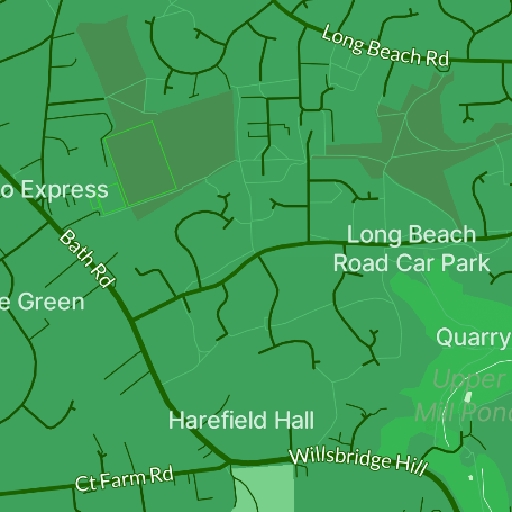 Long Beach Rd
o Express
Long Beach
Road Car Park
Bath Rd
e Green
Quarry
Upper
Mill Pond
Harefield Hall
Willsbridge Hill
Ct Farm Rd